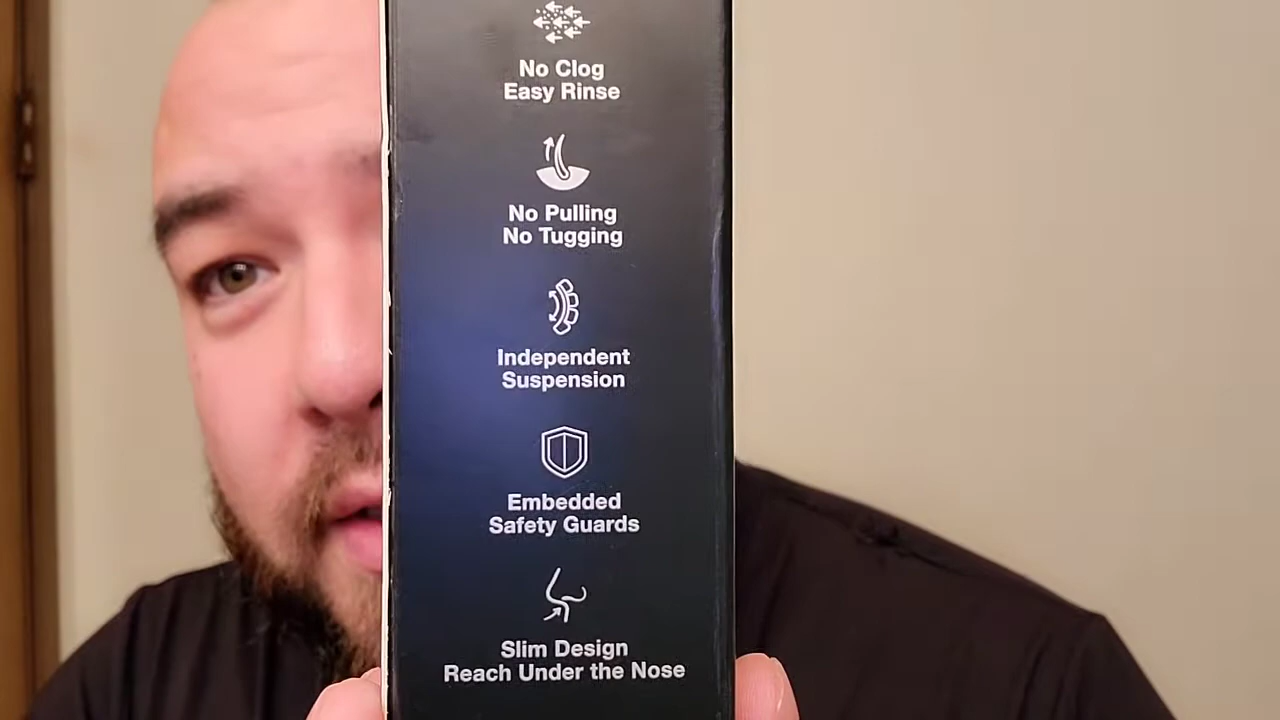 No Clog
Easy Rinse
No Pulling
No Tugging
Independent
Suspension
Embedded
Safety Guards
Slim Design
Reach Under the Nose